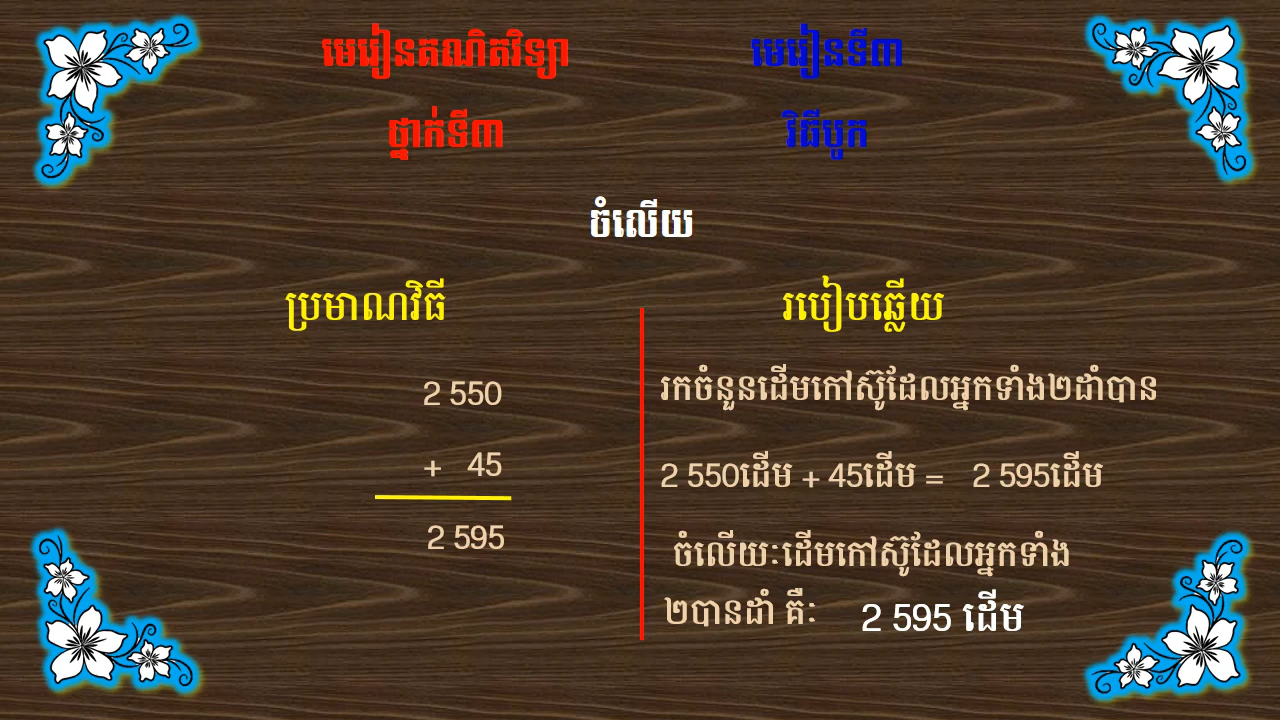 មេរៀនគណិតវិទ្យា
មេរៀនទី៣
ថ្នាក់ទី៣
វិធីបូក
ចំលើយ
ប្រមាណវិធី
របៀបឆ្លើយ
2 550
+ 45
2 595
រកចំនួនដើមកៅស៊ូដែលអ្នកទាំង២ដាំបាន
2 550ដើម + 45ដើម = 2 595ដើម
ចំលើយៈដើមកៅស៊ូដែលអ្នកទាំង
២បានដាំ គឺៈ 2 595 ដើម